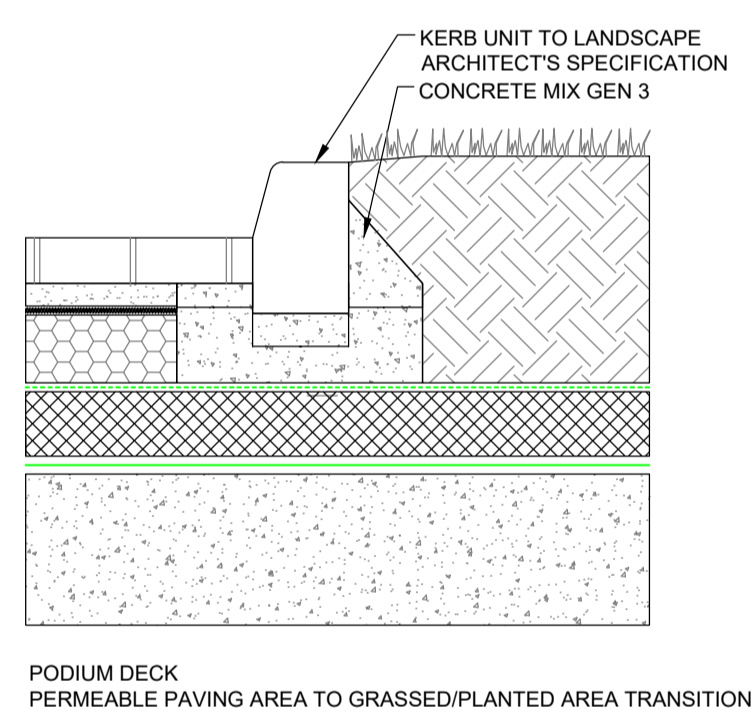 KERB UNIT TO LANDSCAPE
ARCHITECT'S SPECIFICATION
CONCRETE MIX GEN 3
PODIUM DECK
PERMEABLE PAVING AREA TO GRASSED/PLANTED AREA TRANSITION